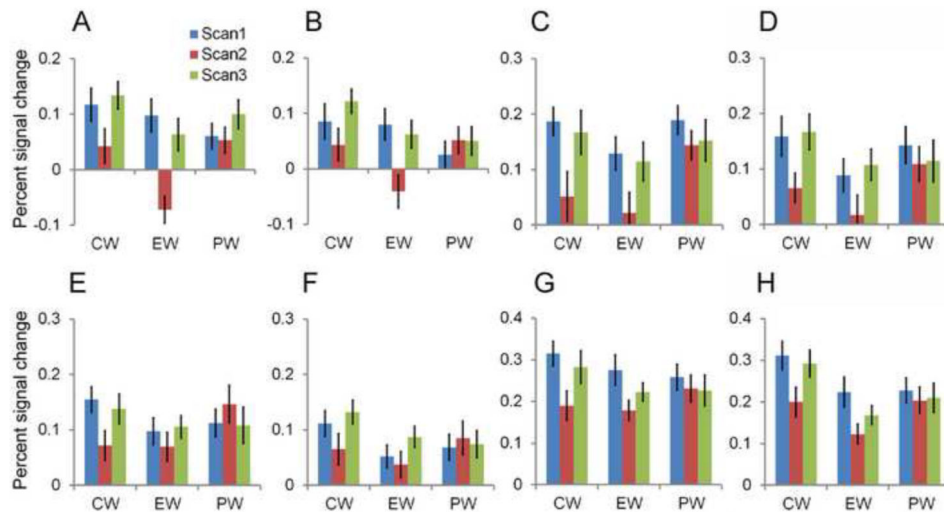 A B C D
Scan1
Scan2
Scan3
Percent signal change
0.2 0.2 0.3 0.3
0.1 0.1 0.2 0.2
0 0 0.1 0.1
-0.1 -0.1 0 0
CW EW PW CW EW PW CW EW PW CW EW PW
E F G H
Percent signal change
0.3 0.3 0.4 0.4
0.2 0.2 0.3 0.3
0.1 0.1 0.2 0.2
0.1 0.1
0 0 0 0
CW EW PW CW EW PW CW EW PW CW EW PW